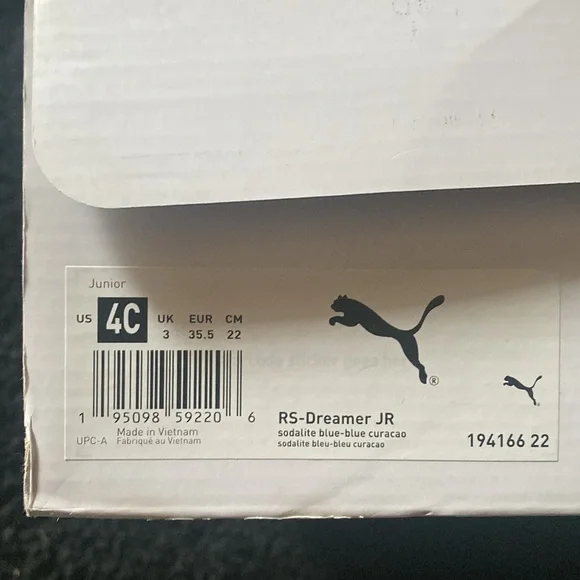 Junior
US 4C UK 3 EUR 35.5 CM 22
1 95098 59220 6
UPC-A Made in Vietnam
Fabriqué au Vietnam
®
RS-Dreamer JR
sodalite blue-blue curacao
sodalite bleu-bleu curacao
®
194166 22